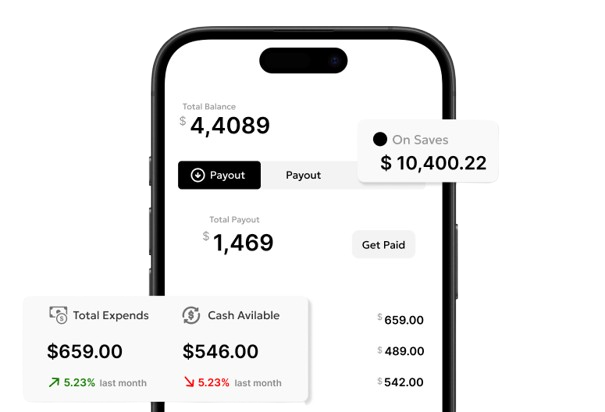 Total Balance
$ 4,4089
On Saves
$ 10,400.22
Payout Payout
Total Payout
$ 1,469
Get Paid
Total Expends Cash Avilable
$659.00 $546.00
5.23% last month 5.23% last month
$ 659.00
$ 489.00
$ 542.00